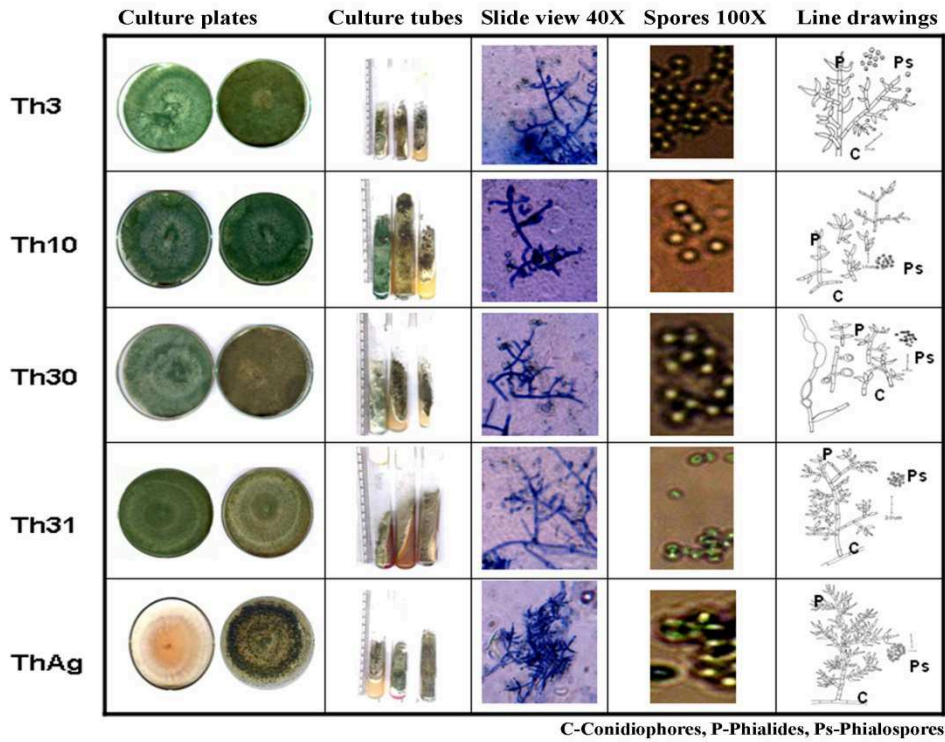 Culture plates Culture tubes Slide view 40X Spores 100X Line drawings
Th3
P Ps
C
Th10
P
Ps
C
Th30
P
Ps
C
Th31
P
Ps
C
ThAg
P
Ps
C
C-Conidiophores, P-Phialides, Ps-Phialospores